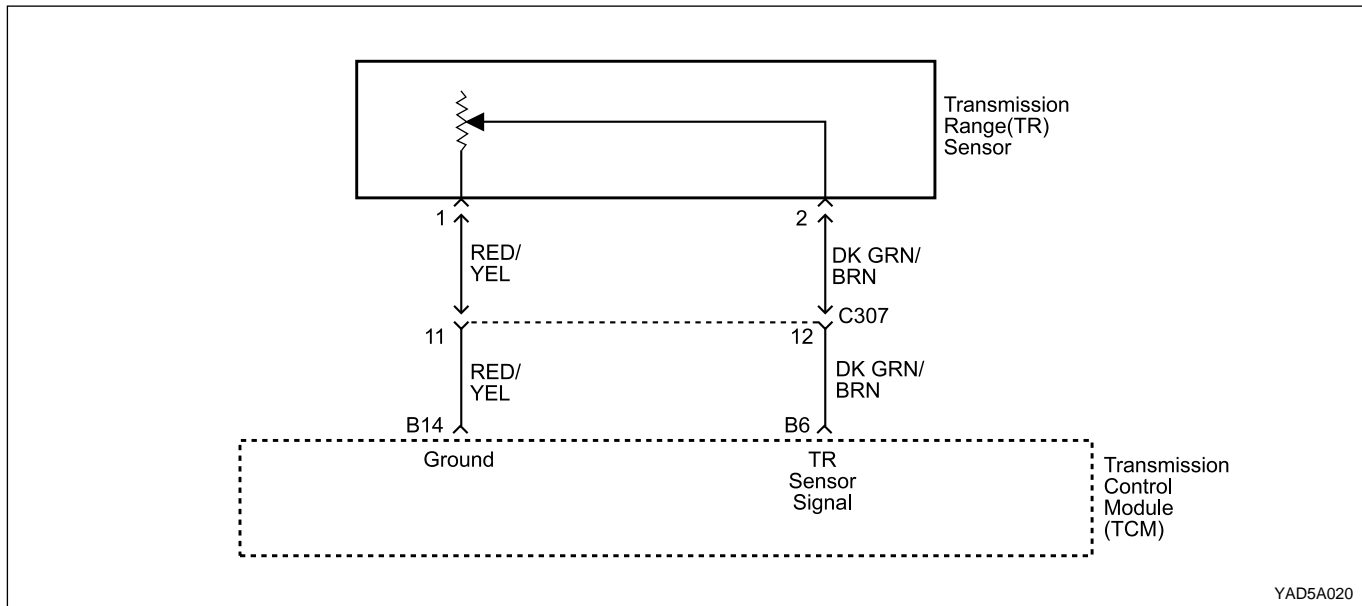 Transmission
Range(TR)
Sensor
1
2
RED/
YEL
DK GRN/
BRN
C307
11
12
RED/
YEL
DK GRN/
BRN
B14
B6
Ground
TR
Sensor
Signal
Transmission
Control
Module
(TCM)
YAD5A020